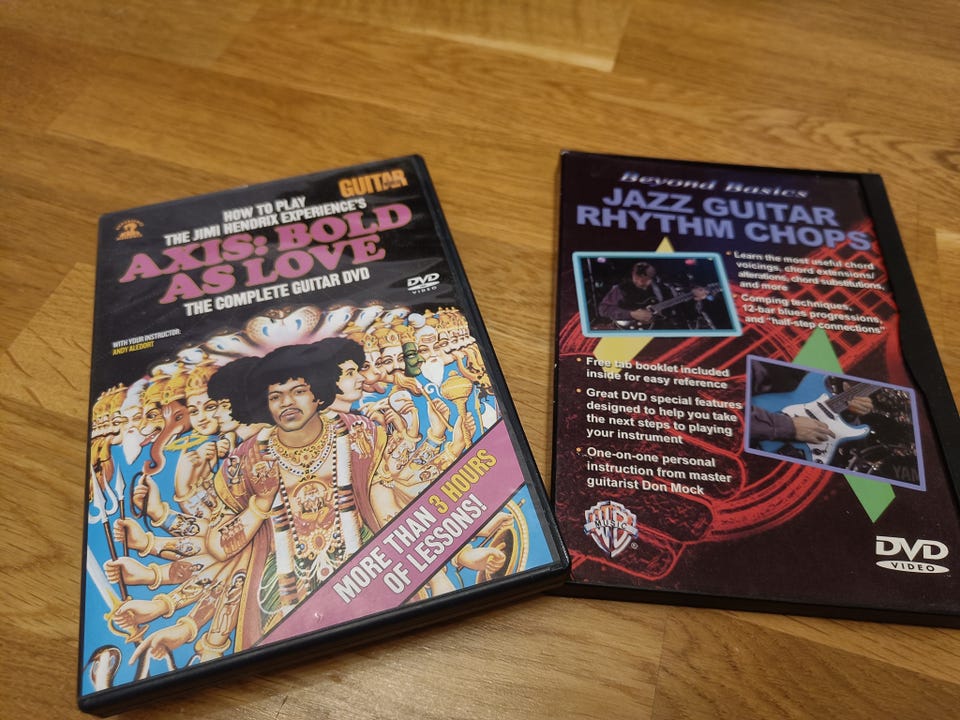 GUITAR
HOW TO PLAY
THE JIMI HENDRIX EXPERIENCE'S
AXIS: BOLD
AS LOVE
THE COMPLETE GUITAR DVD
DVD
VIDEO
WITH YOUR INSTRUCTOR:
ANDY ALEDORT
MORE THAN 3 HOURS
OF LESSONS!
Beyond Basics
JAZZ GUITAR
RHYTHM CHOPS
• Learn the most useful chord
voicings, chord extensions/
alterations, chord substitutions,
and more
• Comping techniques,
12-bar blues progressions,
and "half-step connections"
• Free tab booklet included
inside for easy reference
• Great DVD special features
designed to help you take
the next steps to playing
your instrument
• One-on-one personal
instruction from master
guitarist Don Mock
MUSIC
®
YAM
DVD
VIDEO